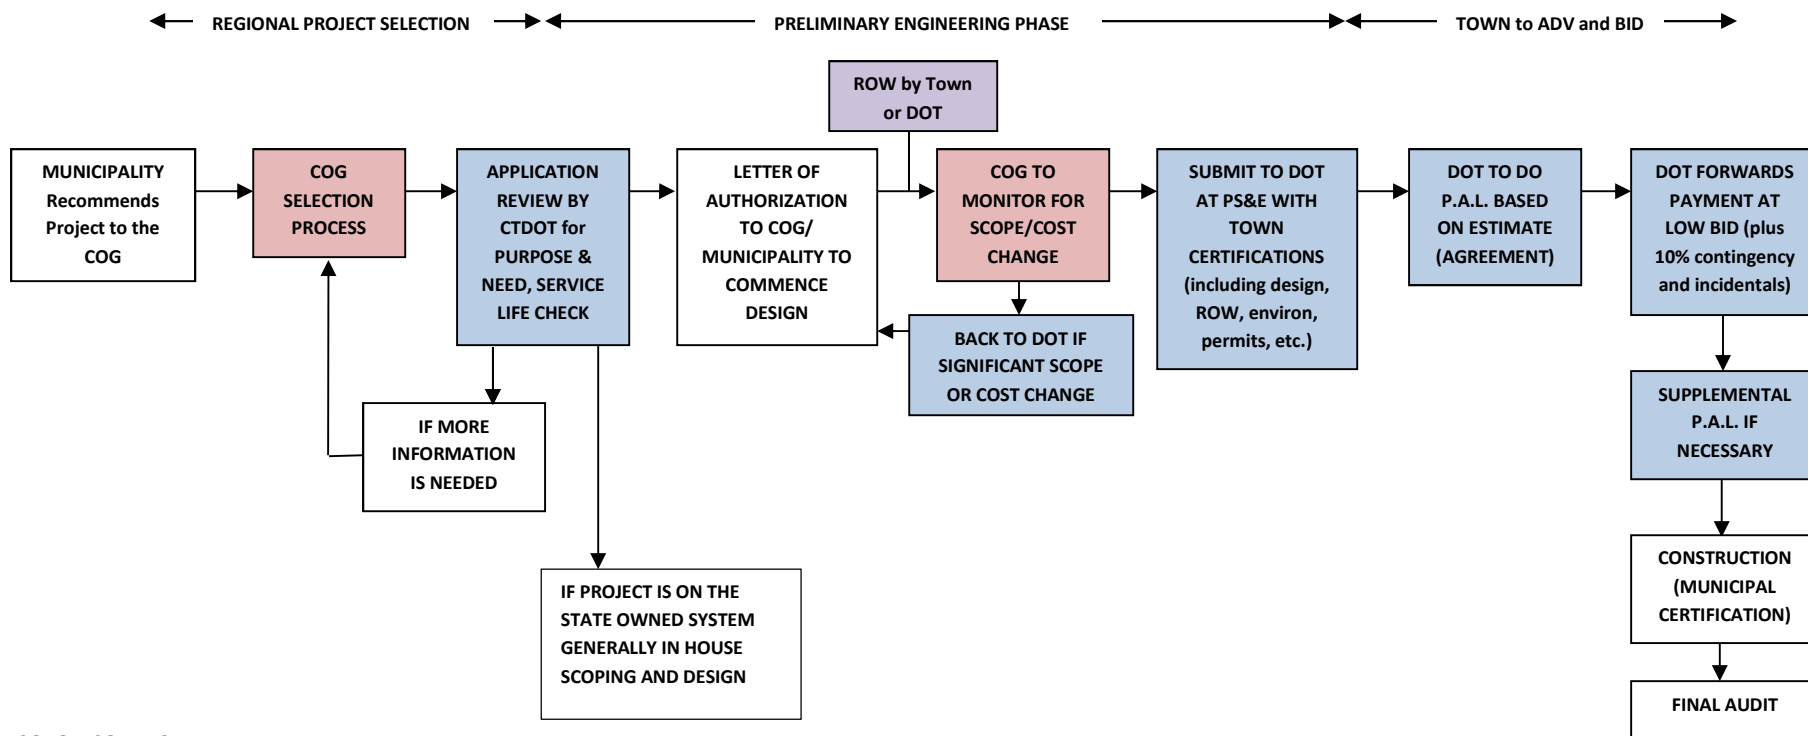 REGIONAL PROJECT SELECTION
PRELIMINARY ENGINEERING PHASE
TOWN to ADV and BID
ROW by Town
or DOT
MUNICIPALITY
Recommends
Project to the
COG
COG
SELECTION
PROCESS
APPLICATION
REVIEW BY
CTDOT for
PURPOSE &
NEED, SERVICE
LIFE CHECK
LETTER OF
AUTHORIZATION
TO COG/
MUNICIPALITY TO
COMMENCE
DESIGN
COG TO
MONITOR FOR
SCOPE/COST
CHANGE
SUBMIT TO DOT
AT PS&E WITH
TOWN
CERTIFICATIONS
(including design,
ROW, environ,
permits, etc.)
DOT TO DO
P.A.L. BASED
ON ESTIMATE
(AGREEMENT)
DOT FORWARDS
PAYMENT AT
LOW BID (plus
10% contingency
and incidentals)
BACK TO DOT IF
SIGNIFICANT SCOPE
OR COST CHANGE
IF MORE
INFORMATION
IS NEEDED
SUPPLEMENTAL
P.A.L. IF
NECESSARY
IF PROJECT IS ON THE
STATE OWNED SYSTEM
GENERALLY IN HOUSE
SCOPING AND DESIGN
CONSTRUCTION
(MUNICIPAL
CERTIFICATION)
FINAL AUDIT